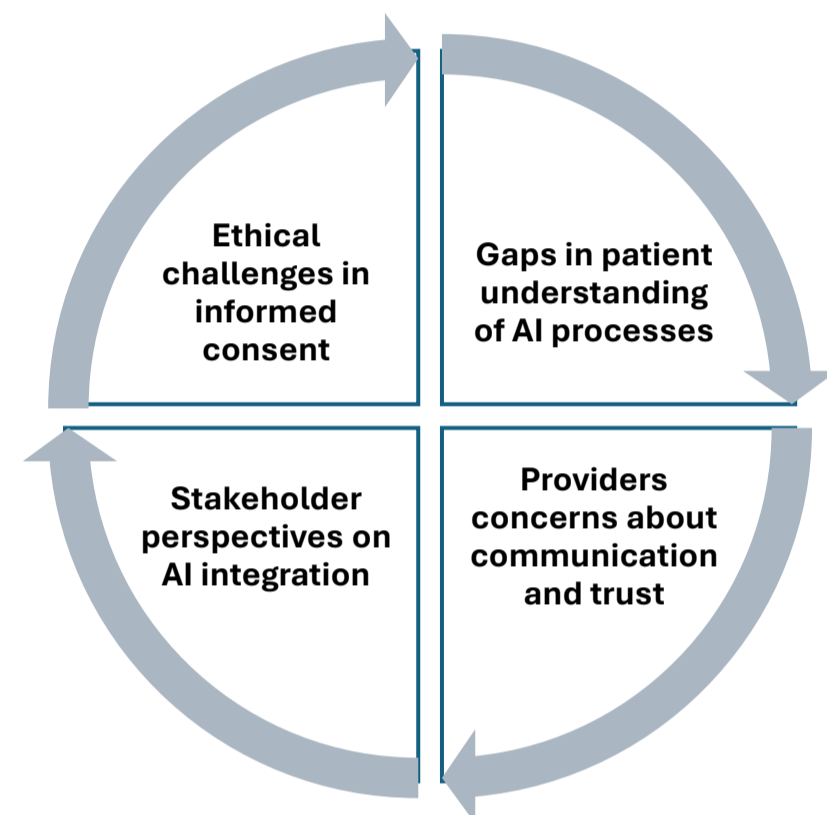 Ethical
challenges in
informed
consent
Gaps in patient
understanding
of AI processes
Stakeholder
perspectives on
AI integration
Providers
concerns about
communication
and trust